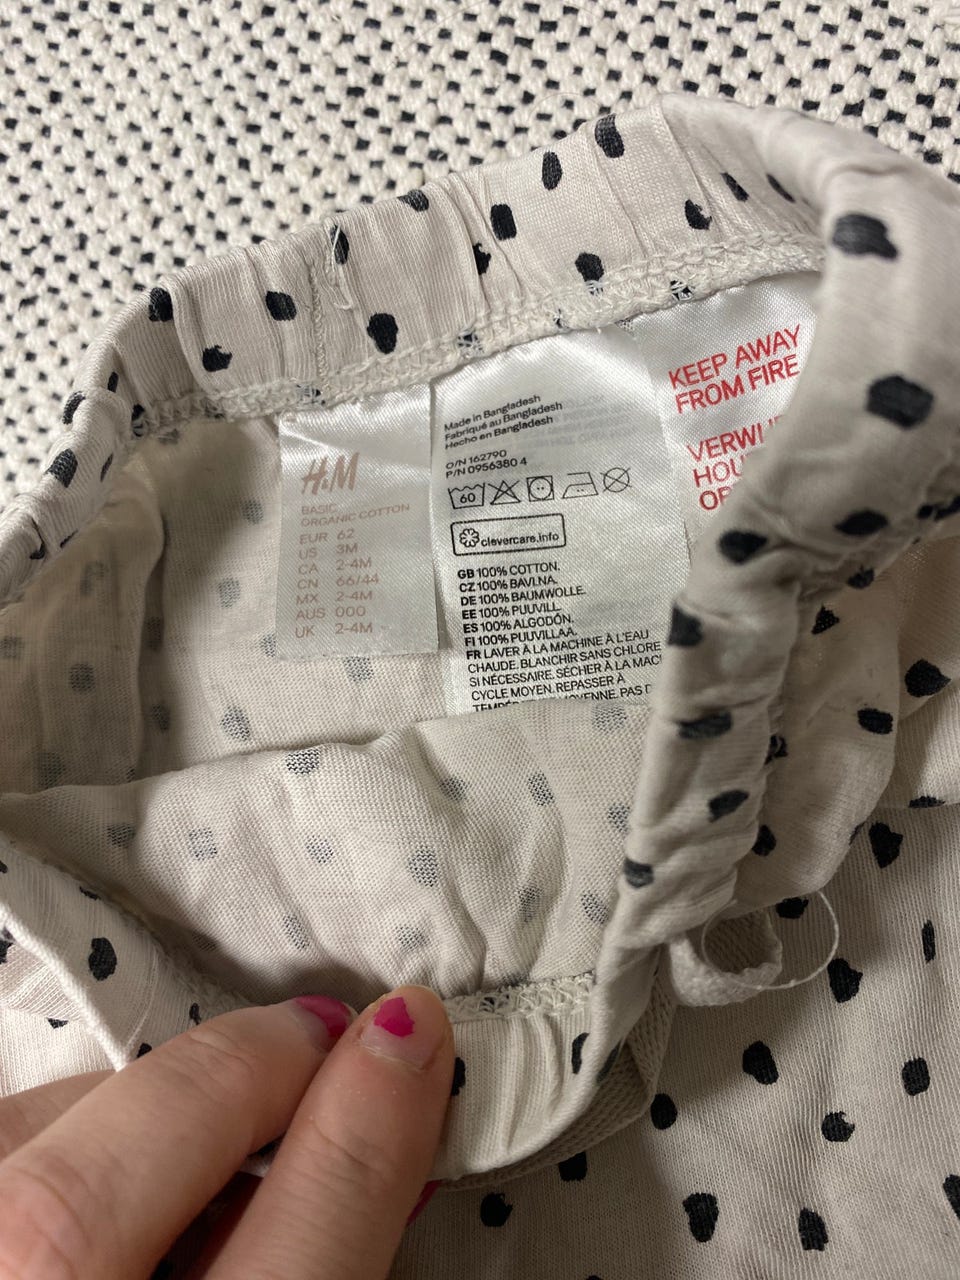 H&M
BASIC
ORGANIC COTTON
EUR 62
US 3M
CA 2-4M
CN 66/44
MX 2-4M
AUS 000
UK 2-4M
Made in Bangladesh
Fabriqué au Bangladesh
Hecho en Bangladesh
O/N 162790
P/N 0956380 4
60
clevercare.info
GB 100% COTTON.
CZ 100% BAVLNA.
DE 100% BAUMWOLLE.
EE 100% PUUVILL.
ES 100% ALGODÓN.
FI 100% PUUVILLAA.
FR LAVER À LA MACHINE À L'EAU
CHAUDE. BLANCHIR SANS CHLORE
SI NÉCESSAIRE. SÉCHER À LA
CYCLE MOYEN. REPASSER À
MOYENNE. PAS
KEEP AWAY
FROM FIRE